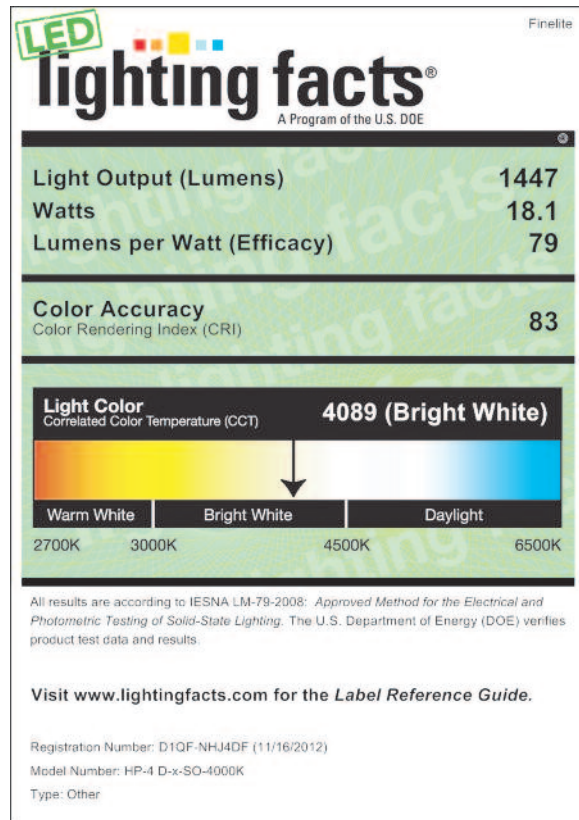 Finelite
LED
lighting facts®
A Program of the U.S. DOE
Light Output (Lumens) 1447
Watts 18.1
Lumens per Watt (Efficacy) 79
Color Accuracy
Color Rendering Index (CRI) 83
Light Color
Correlated Color Temperature (CCT) 4089 (Bright White)
Warm White Bright White Daylight
2700K 3000K 4500K 6500K
All results are according to IESNA LM-79-2008: Approved Method for the Electrical and
Photometric Testing of Solid-State Lighting. The U.S. Department of Energy (DOE) verifies
product test data and results.
Visit www.lightingfacts.com for the Label Reference Guide.
Registration Number: D1QF-NHJ4DF (11/16/2012)
Model Number: HP-4 D-x-SO-4000K
Type: Other